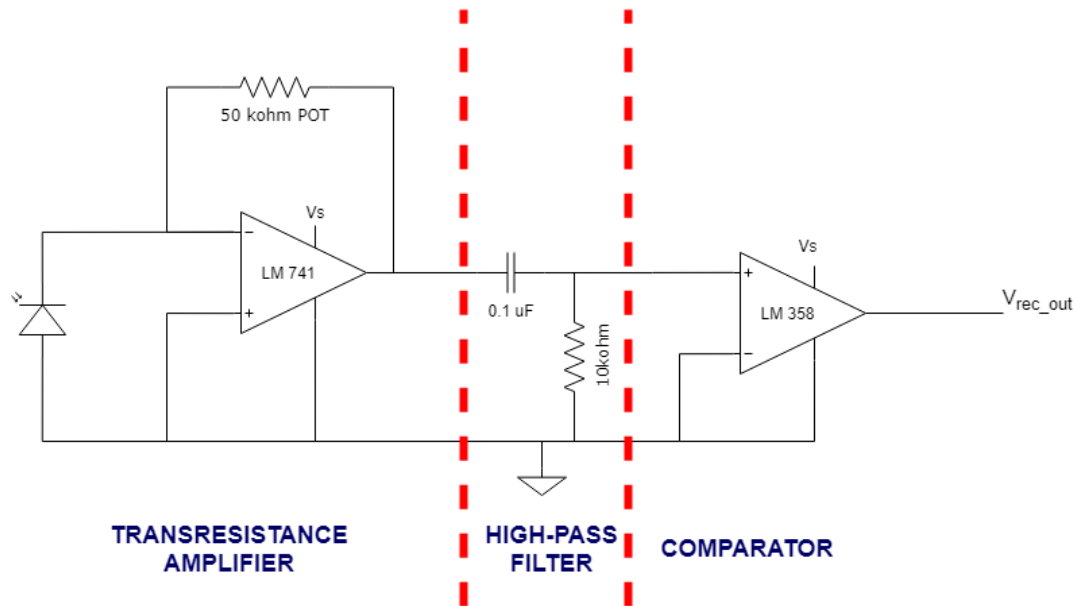 50 kohm POT
Vs
LM 741
-
+
0.1 uF
10kohm
Vs
+
LM 358
-
Vrec_out
TRANSRESISTANCE
AMPLIFIER
HIGH-PASS
FILTER
COMPARATOR